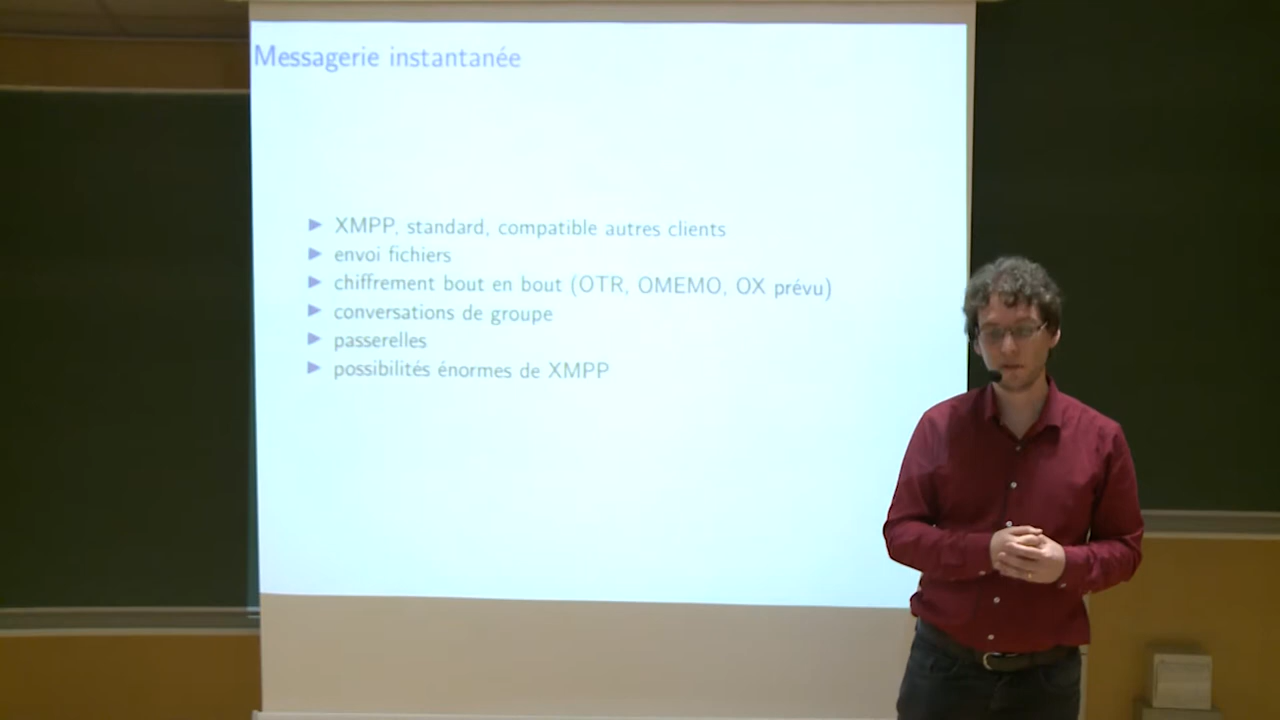 Messagerie instantanée
XMPP, standard, compatible autres clients
envoi fichiers
chiffrement bout en bout (OTR, OMEMO, OX prévu)
conversations de groupe
passerelles
possibilités énormes de XMPP